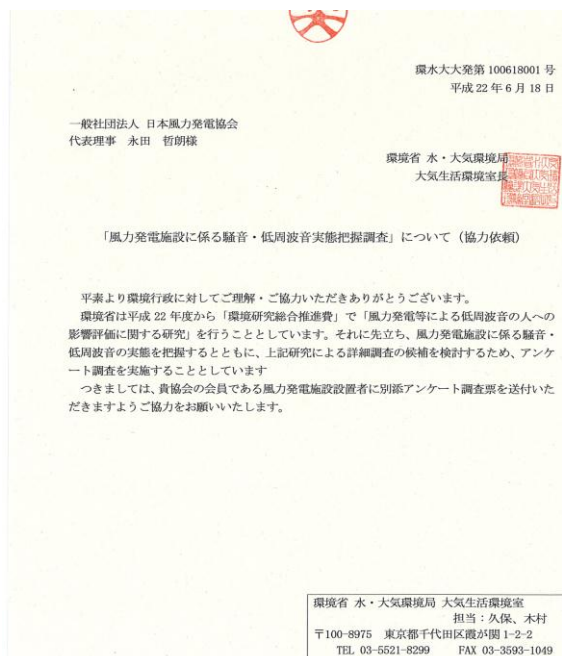 環水大大発第 100618001 号
平成 22 年 6 月 18 日
一般社団法人 日本風力発電協会
代表理事 永田 哲朗様
環境省 水・大気環境局
大気生活環境室長
「風力発電施設に係る騒音・低周波音実態把握調査」について（協力依頼）
平素より環境行政に対してご理解・ご協力いただきありがとうございます。
環境省は平成 22 年度から「環境研究総合推進費」で「風力発電等による低周波音の人への
影響評価に関する研究」を行うこととしています。それに先立ち、風力発電施設に係る騒音・
低周波音の実態を把握するとともに、上記研究による詳細調査の候補を検討するため、アンケ
ート調査を実施することとしています
つきましては、貴協会の会員である風力発電施設設置者に別添アンケート調査票を送付いた
だきますようご協力をお願いいたします。
環境省 水・大気環境局 大気生活環境室
担当：久保、木村
〒100-8975 東京都千代田区霞が関 1-2-2
TEL 03-5521-8299 FAX 03-3593-1049